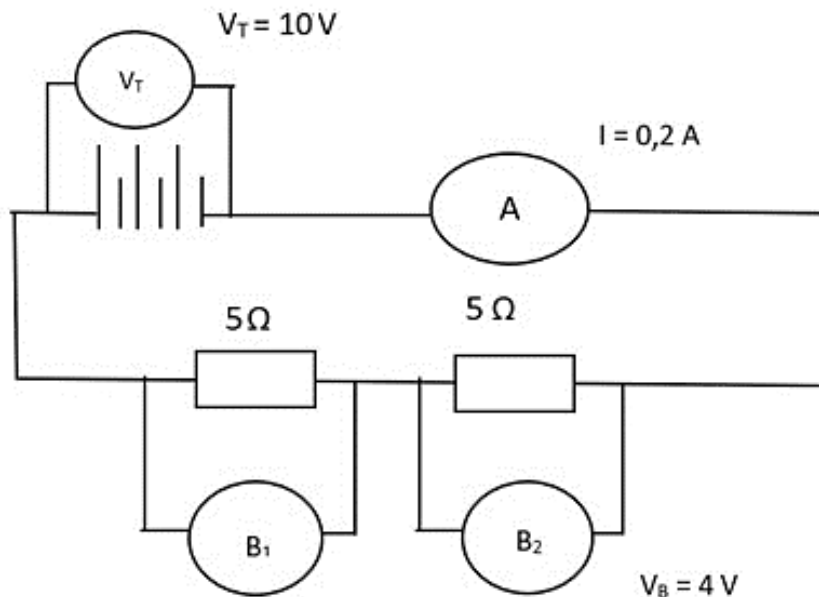 V_T = 10 V
V_T
I = 0,2 A
A
5 Ω
5 Ω
B₁
B₂
V_B = 4 V